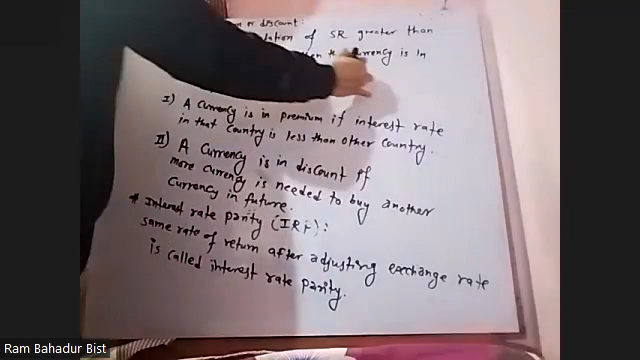 or discount:
of SR greater than
currency is in
I) A currency is in premium if interest rate
in that country is less than other country.
II) A currency is in discount if
more currency is needed to buy another
currency in future.
# Interest rate parity (IRP):
same rate of return after adjusting exchange rate
is called interest rate parity.
Ram Bahadur Bist